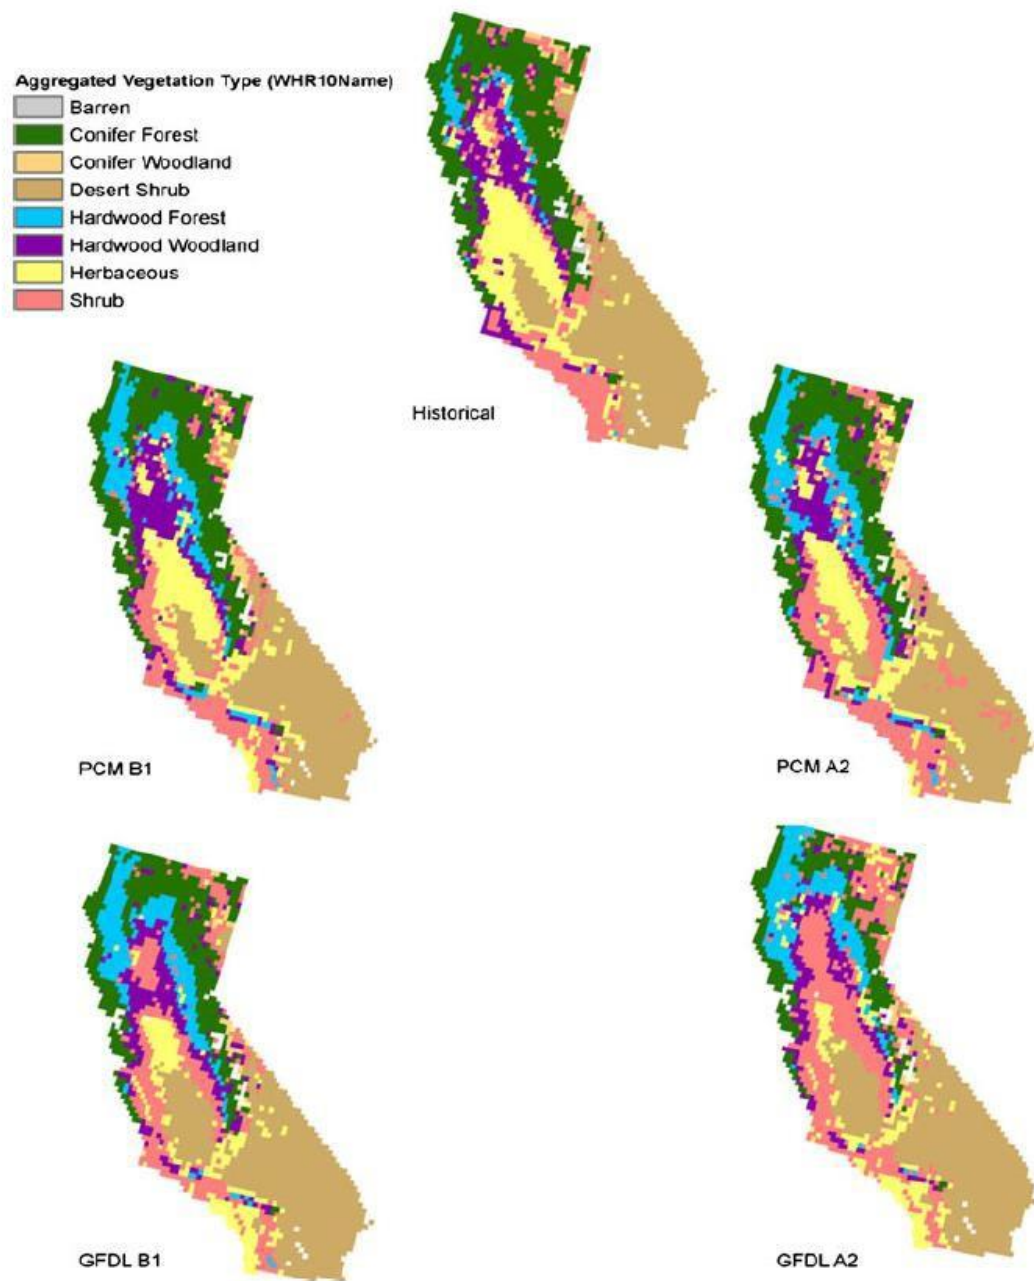 Aggregated Vegetation Type (WHR10Name)
Barren
Conifer Forest
Conifer Woodland
Desert Shrub
Hardwood Forest
Hardwood Woodland
Herbaceous
Shrub
Historical
PCM B1
PCM A2
GFDL B1
GFDL A2